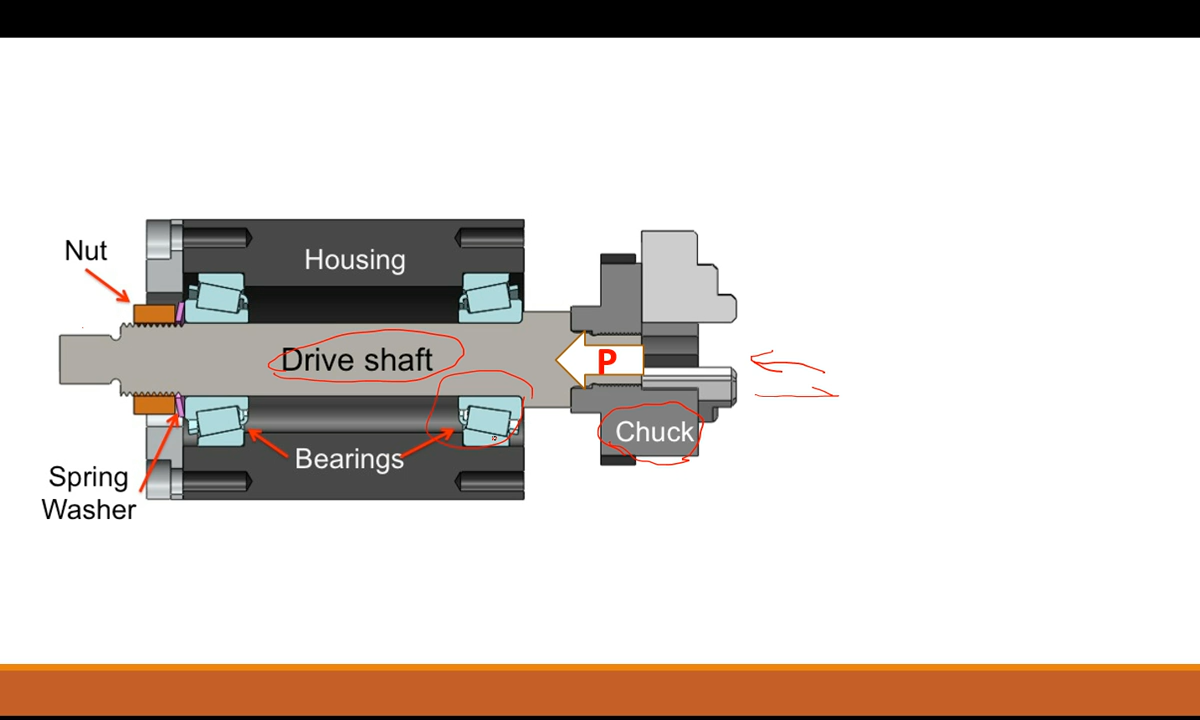 Nut
Housing
Drive shaft
P
Chuck
Bearings
Spring
Washer